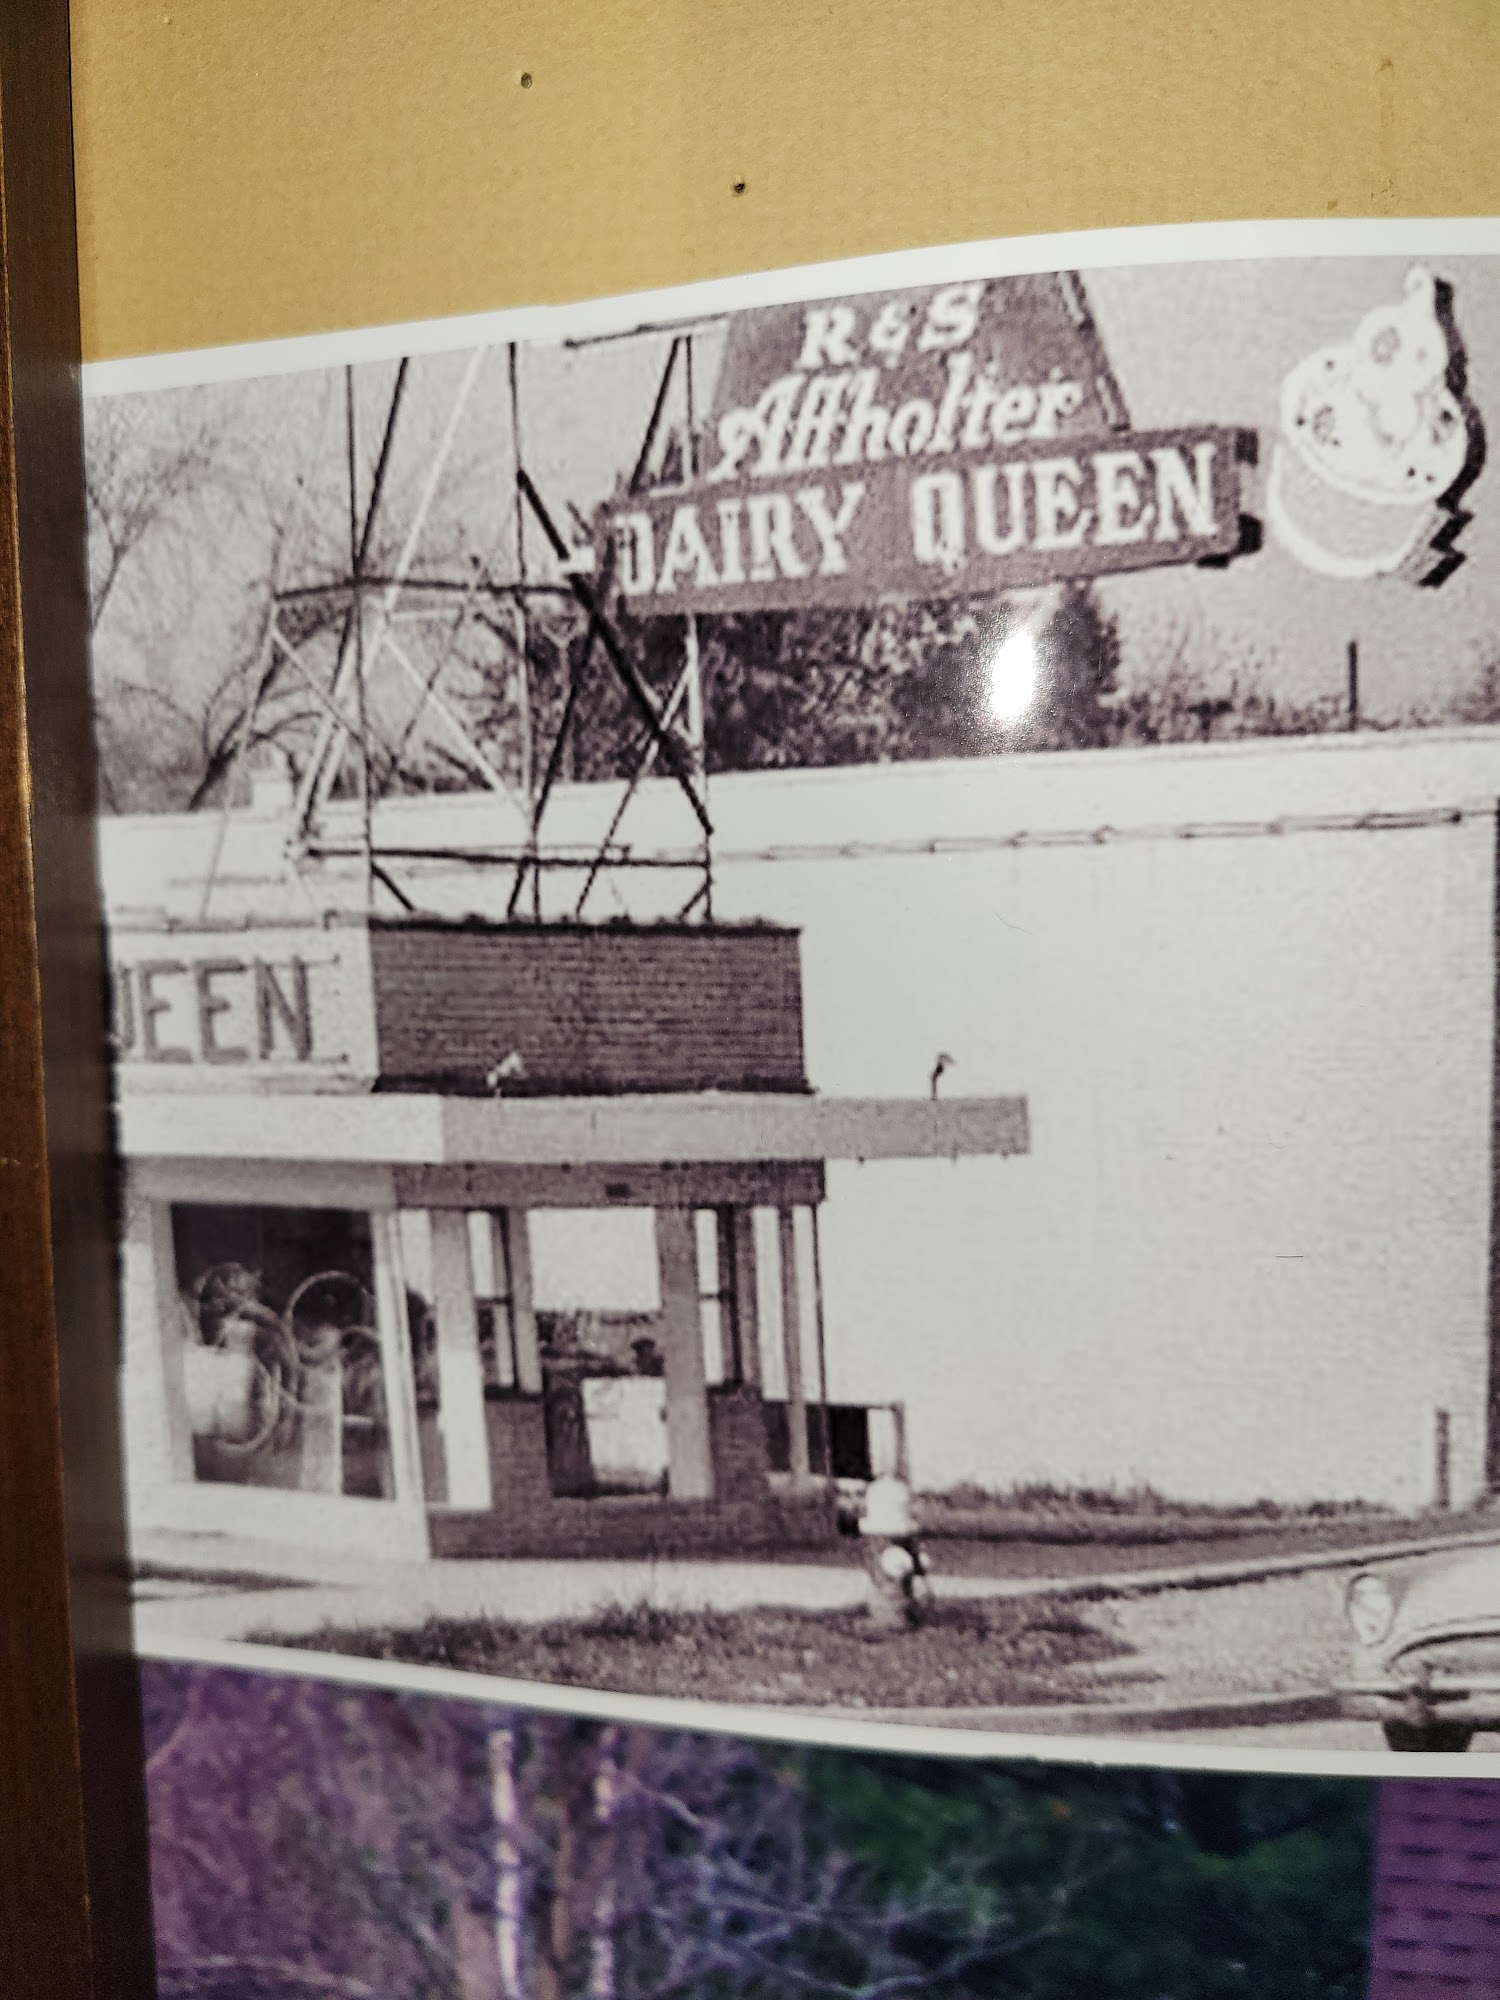 R & S
Affholter
DAIRY QUEEN
UEEN